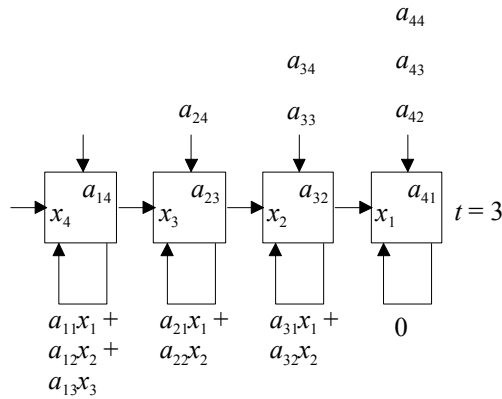 a₄₄
a₃₄ a₄₃
a₂₄ a₃₃ a₄₂
a₁₄ a₂₃ a₃₂ a₄₁
x₄ x₃ x₂ x₁ t = 3
a₁₁x₁ + a₂₁x₁ + a₃₁x₁ + 0
a₁₂x₂ + a₂₂x₂ a₃₂x₂
a₁₃x₃